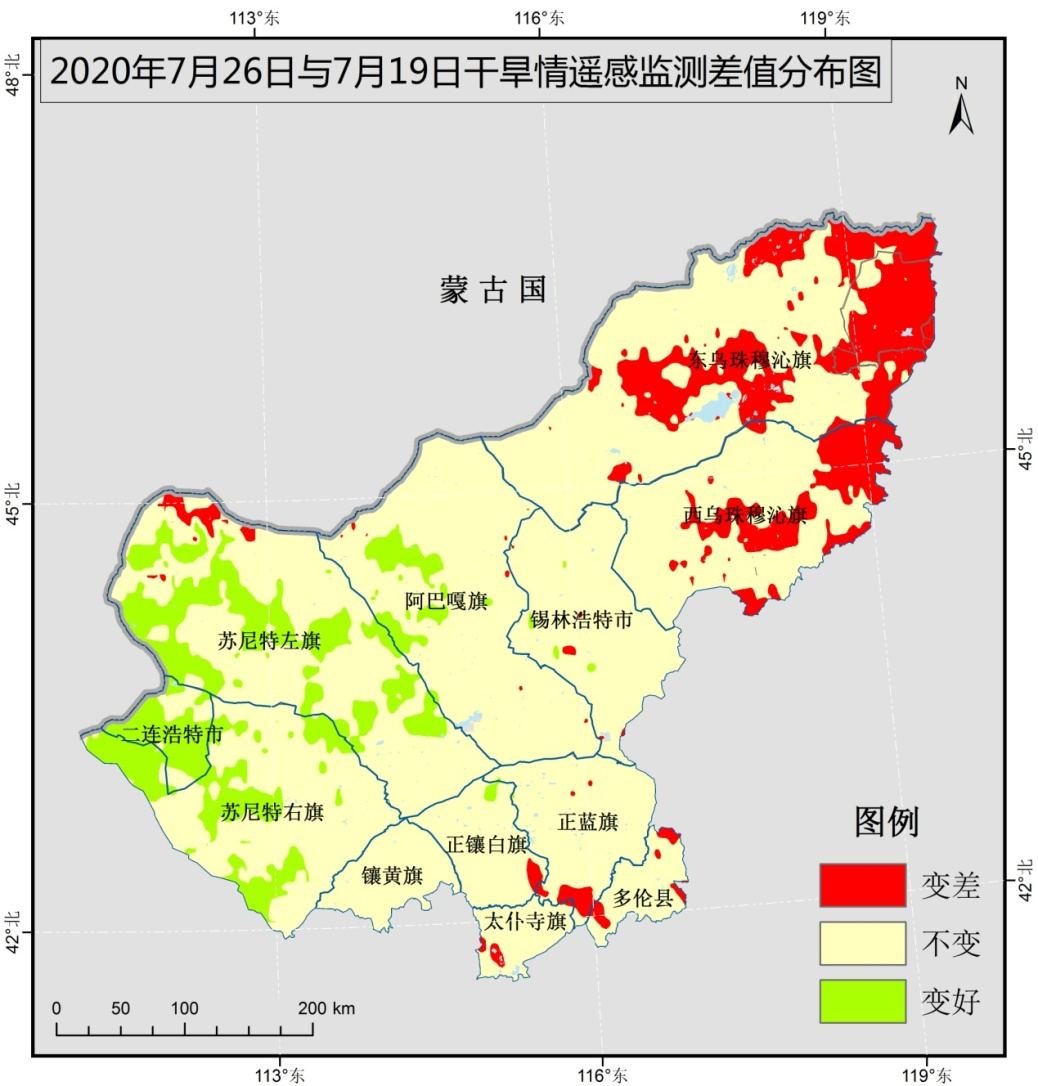 113°东
116°东
119°东
48°北
2020年7月26日与7月19日干旱情遥感监测差值分布图
N
蒙古国
东乌珠穆沁旗
45°北
45°北
西乌珠穆沁旗
阿巴嘎旗
锡林浩特市
苏尼特左旗
二连浩特市
苏尼特右旗
正蓝旗
图例
正镶白旗
镶黄旗
多伦县
变差
42°北
太仆寺旗
42°北
不变
变好
0 50 100 200 km
113°东
116°东
119°东